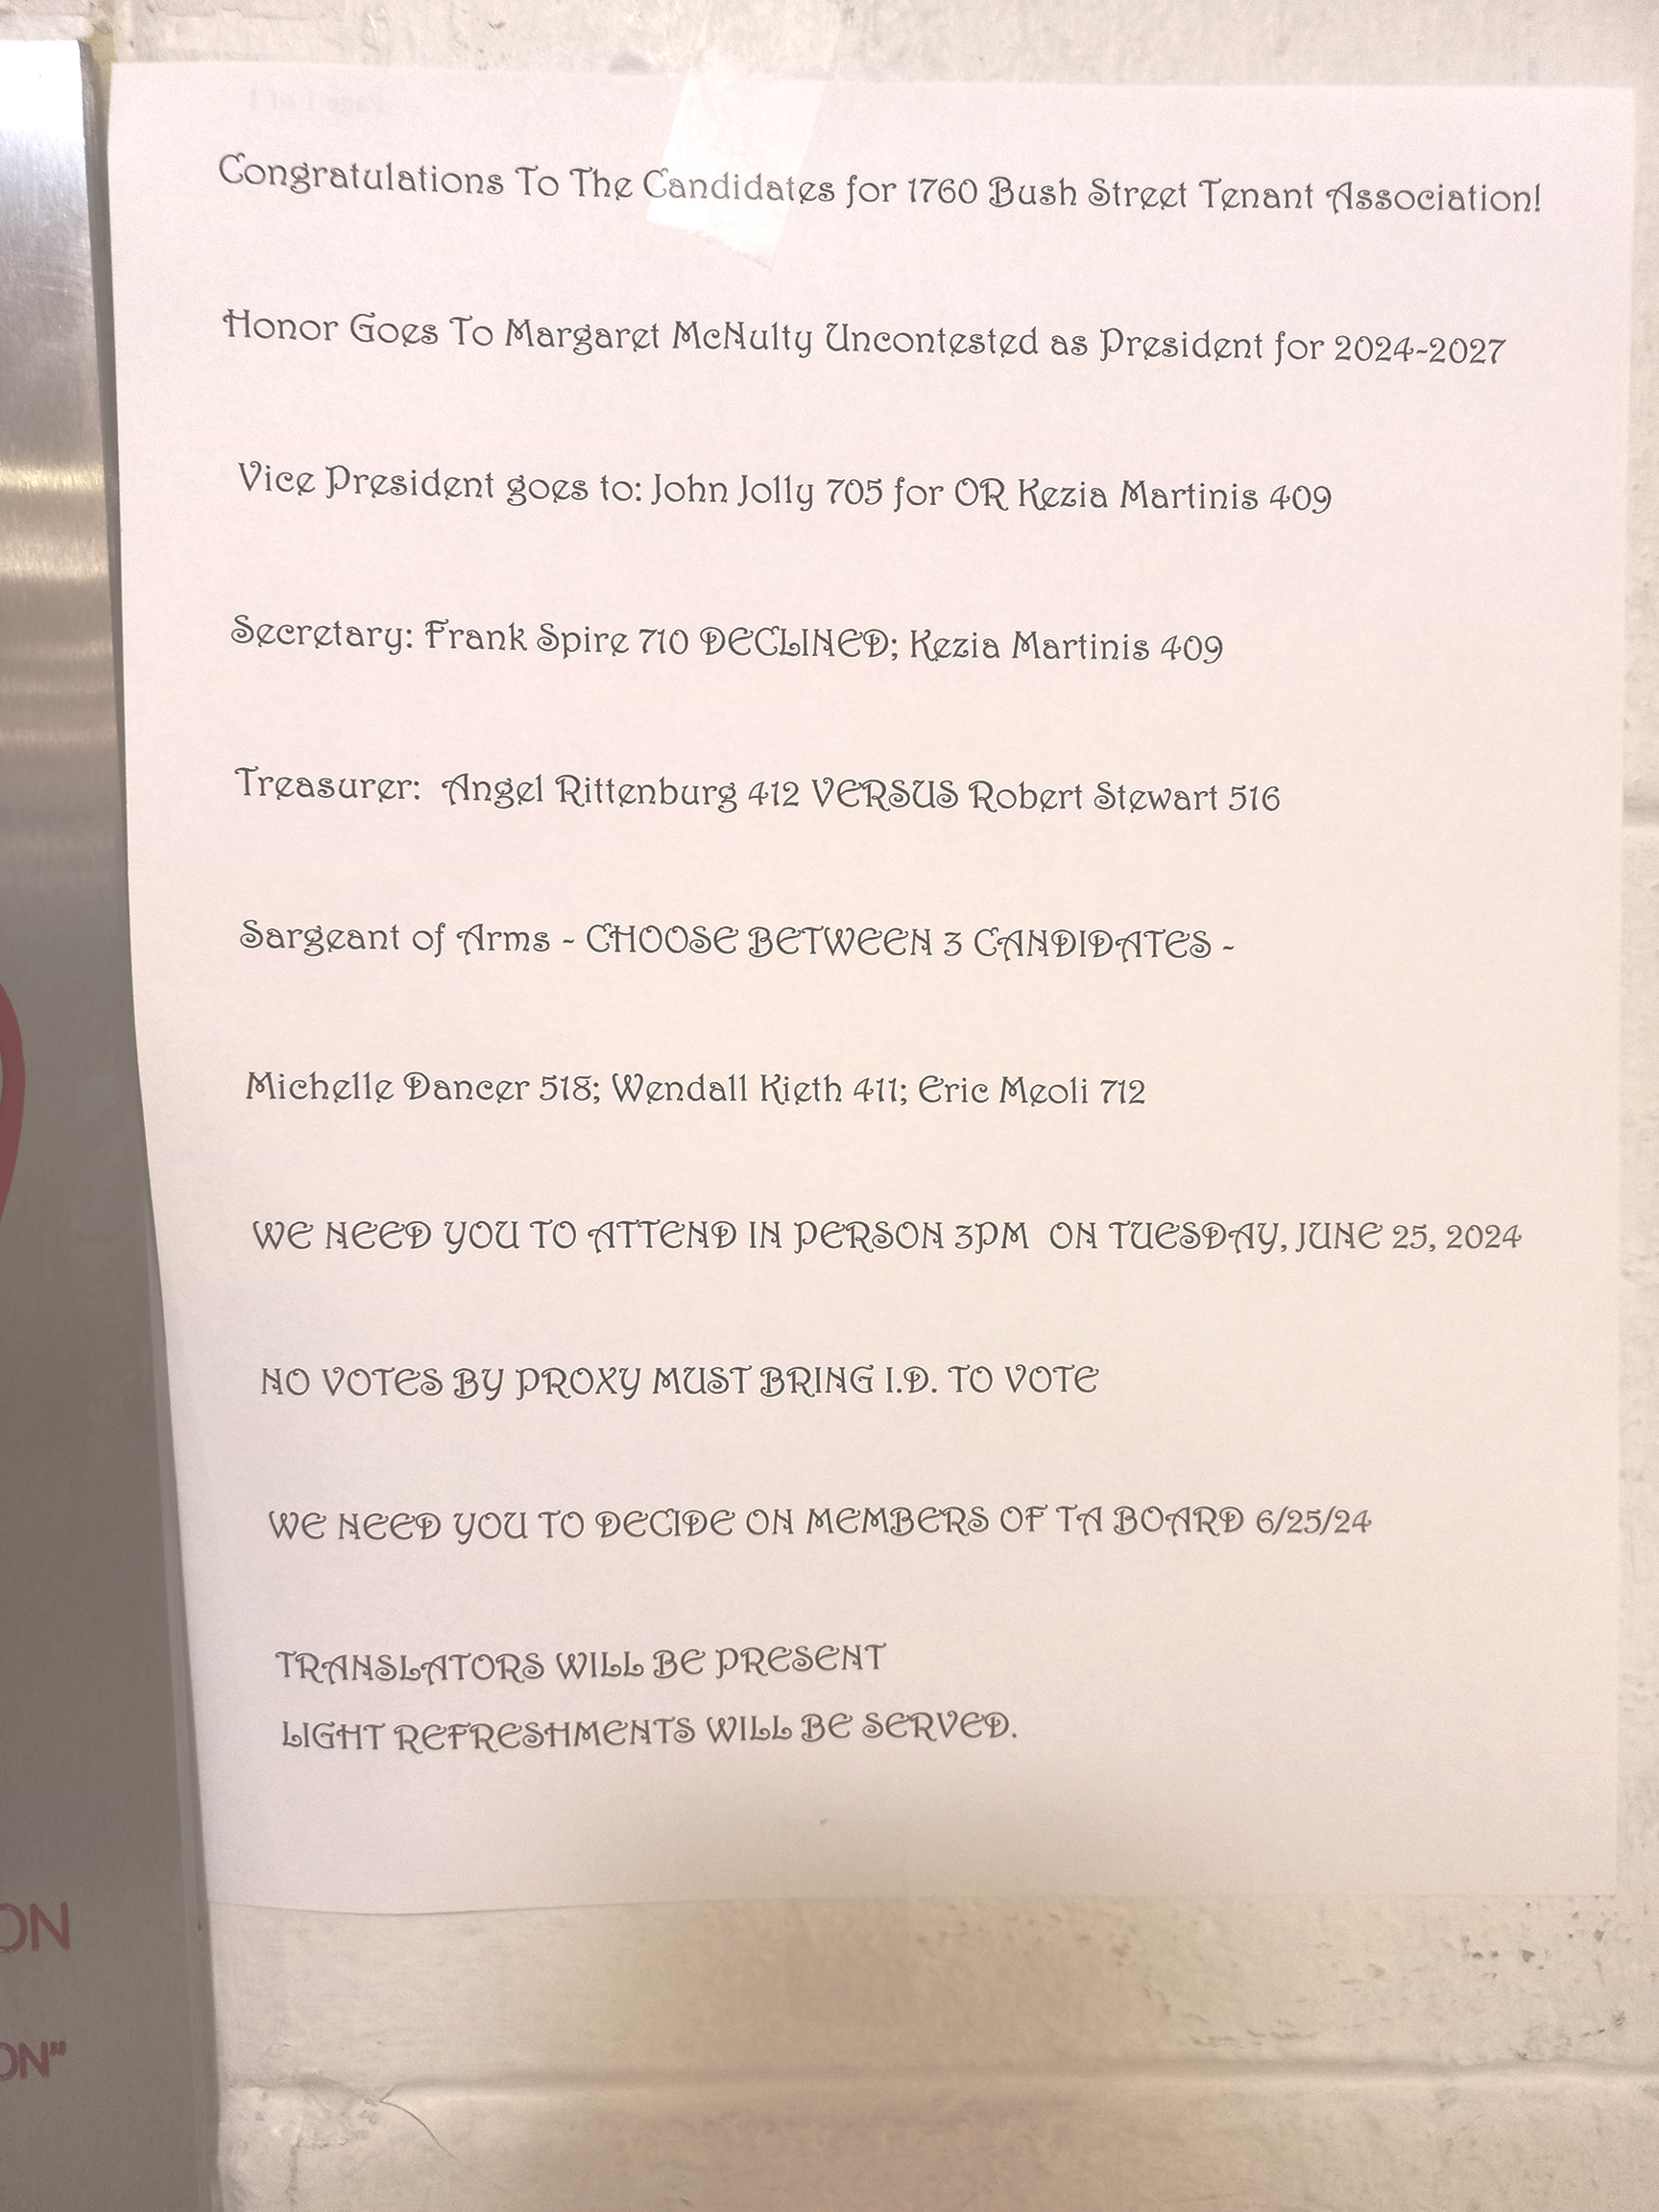 Congratulations To The Candidates for 1760 Bush Street Tenant Association!
Honor Goes To Margaret McNulty Uncontested as President for 2024-2027
Vice President goes to: John Jolly 705 for OR Kezia Martinis 409
Secretary: Frank Spire 710 DECLINED; Kezia Martinis 409
Treasurer:  Angel Rittenburg 412 VERSUS Robert Stewart 516
Sargeant of Arms - CHOOSE BETWEEN 3 CANDIDATES -
Michelle Dancer 518; Wendall Kieth 411; Eric Meoli 712
WE NEED YOU TO ATTEND IN PERSON 3PM  ON TUESDAY, JUNE 25, 2024
NO VOTES BY PROXY MUST BRING I.D. TO VOTE
WE NEED YOU TO DECIDE ON MEMBERS OF TA BOARD 6/25/24
TRANSLATORS WILL BE PRESENT
LIGHT REFRESHMENTS WILL BE SERVED.
ON
ON"